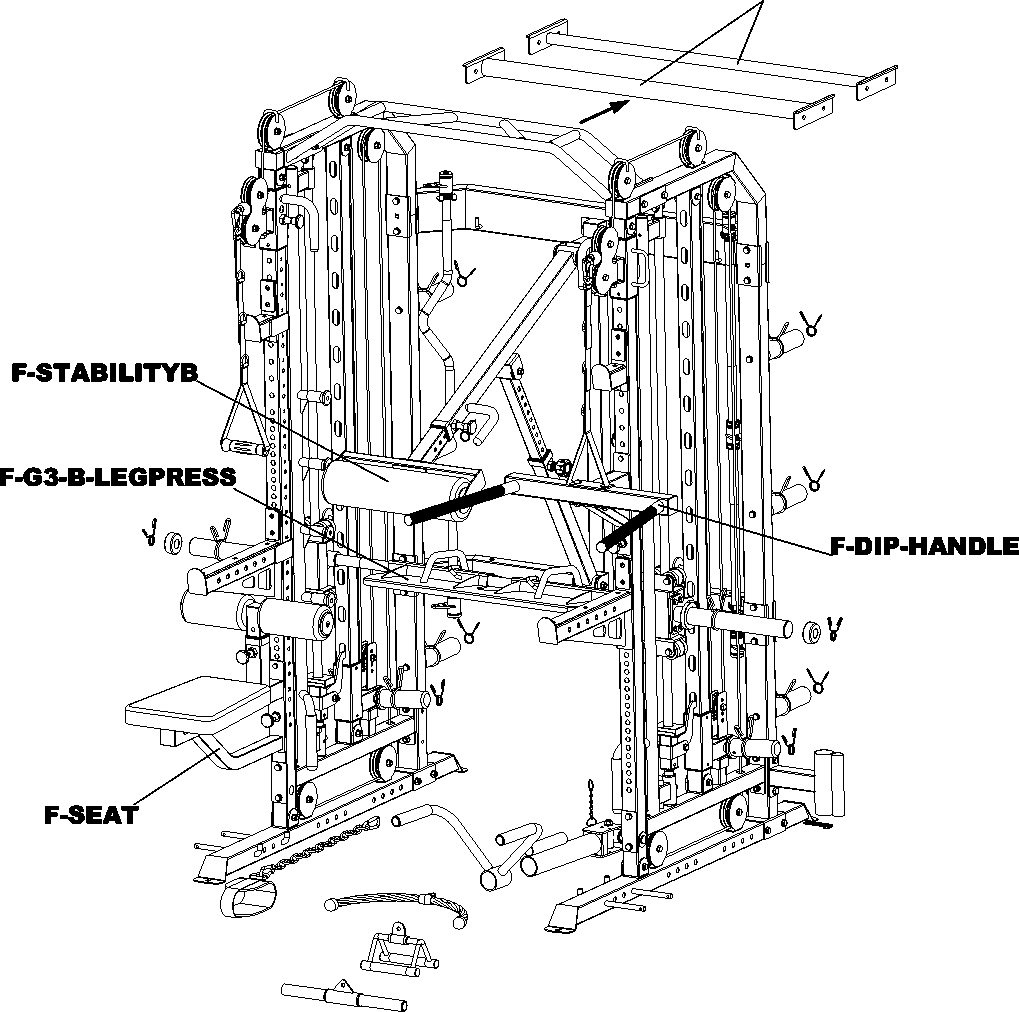 F-STABILITYB
F-G3-B-LEGPRESS
F-DIP-HANDLE
F-SEAT